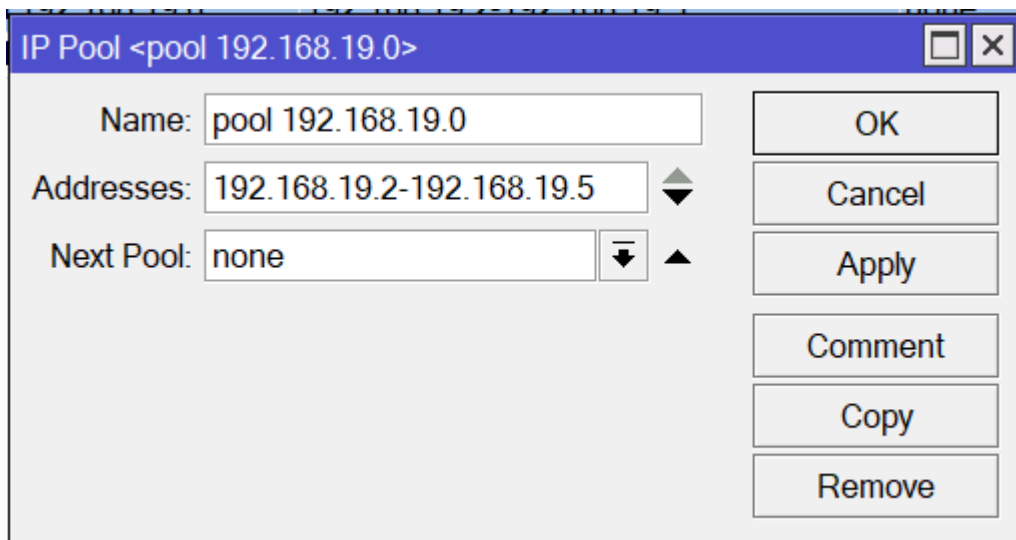 IP Pool <pool 192.168.19.0>
Name: pool 192.168.19.0
OK
Addresses: 192.168.19.2-192.168.19.5
Cancel
Next Pool: none
Apply
Comment
Copy
Remove